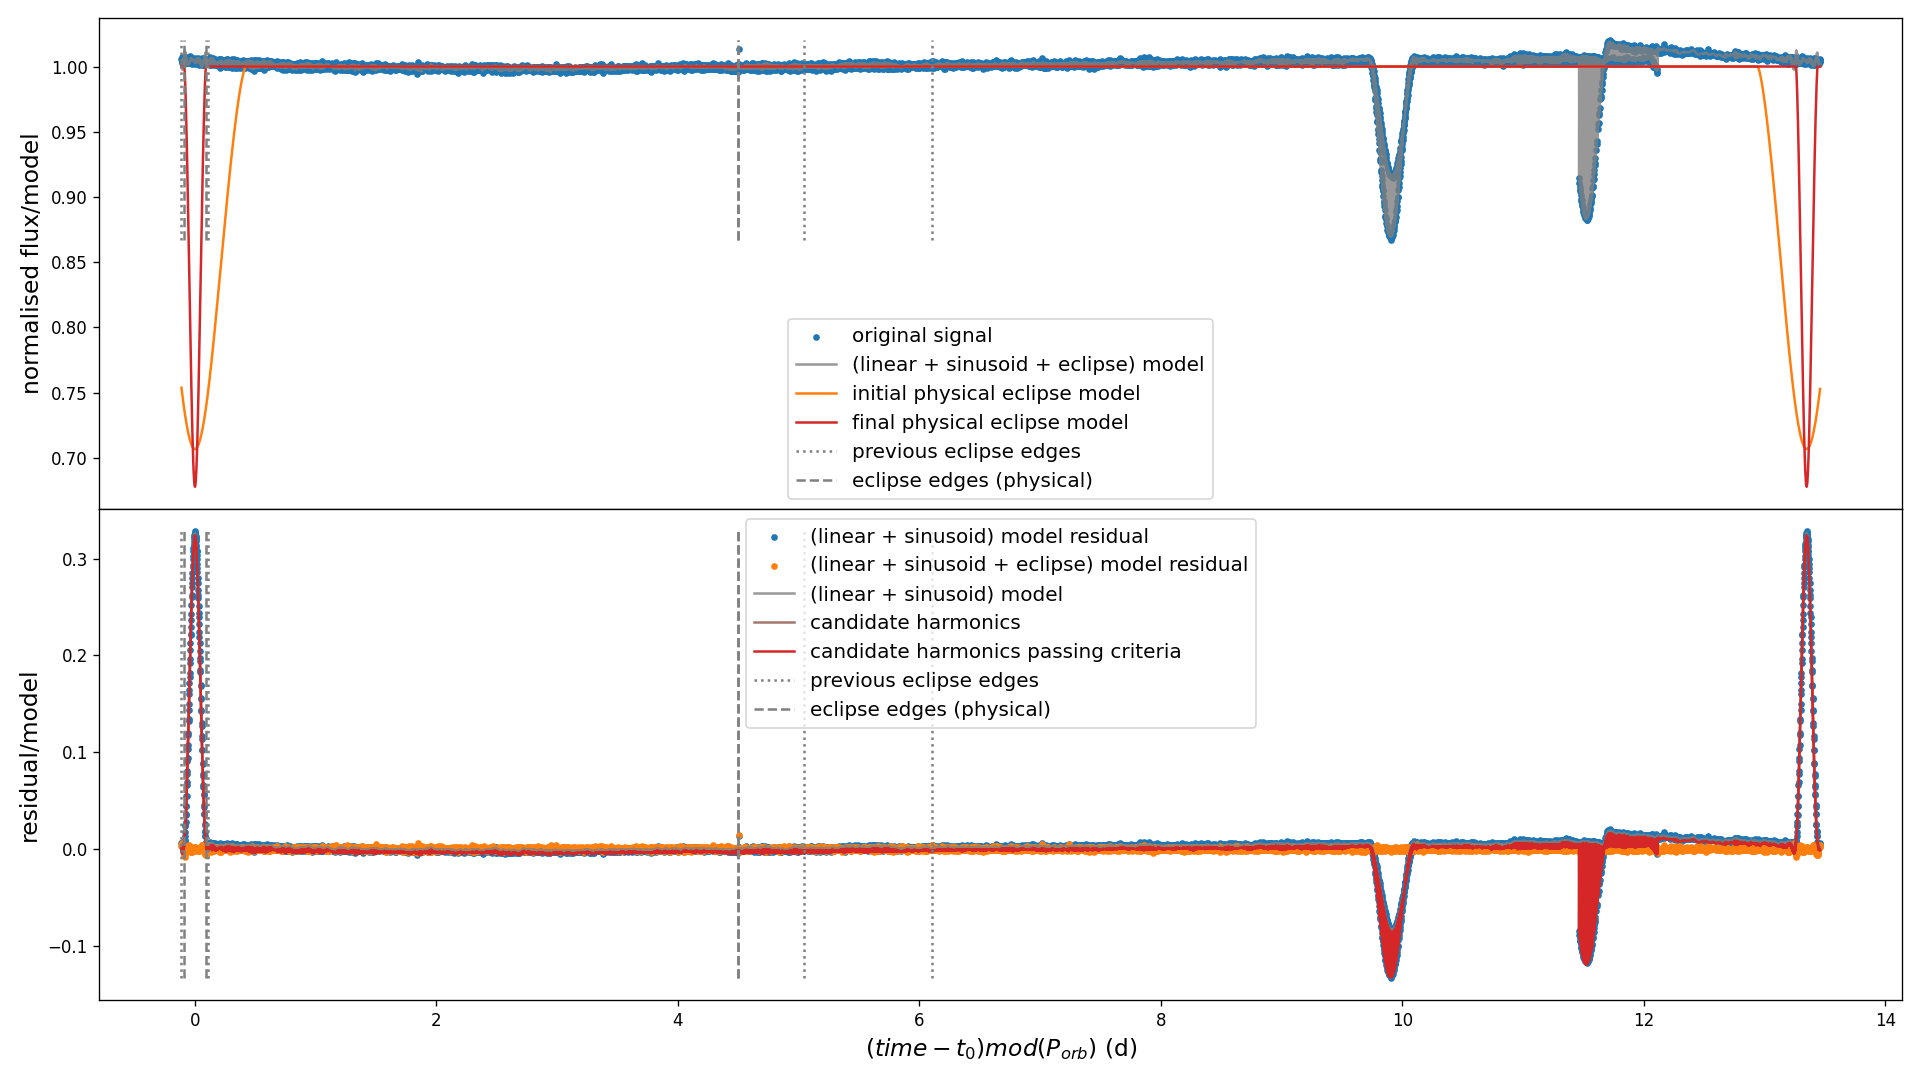 normalised flux/model
1.00
0.95
0.90
0.85
0.80
0.75
0.70
original signal
(linear + sinusoid + eclipse) model
initial physical eclipse model
final physical eclipse model
previous eclipse edges
eclipse edges (physical)
residual/model
0.3
0.2
0.1
0.0
−0.1
(linear + sinusoid) model residual
(linear + sinusoid + eclipse) model residual
(linear + sinusoid) model
candidate harmonics
candidate harmonics passing criteria
previous eclipse edges
eclipse edges (physical)
0 2 4 6 8 10 12 14
(time − t₀)mod(Pₒᵣb) (d)